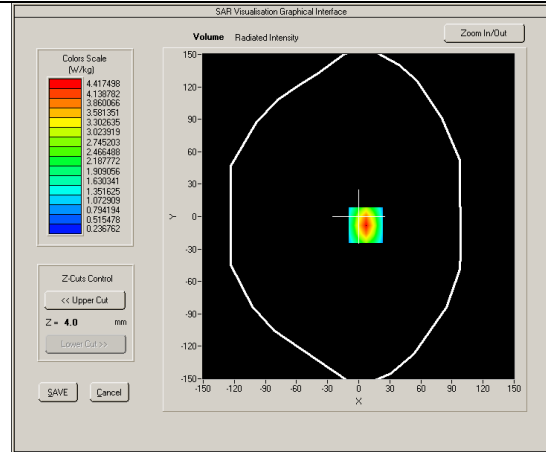 SAR Visualisation Graphical Interface
Volume Radiated Intensity
Zoom In/Out
Colors Scale
(W/kg)
4.417498
4.138782
3.860066
3.581351
3.302635
3.023919
2.745203
2.466488
2.187772
1.909056
1.630341
1.351625
1.072909
0.794194
0.515478
0.236762
Z-Cuts Control
<< Upper Cut
Z = 4.0 mm
Lower Cut >>
SAVE Cancel
150-
120-
90-
60-
30-
Y 0-
-30-
-60-
-90-
-120-
-150-
-150 -120 -90 -60 -30 0 30 60 90 120 150
X